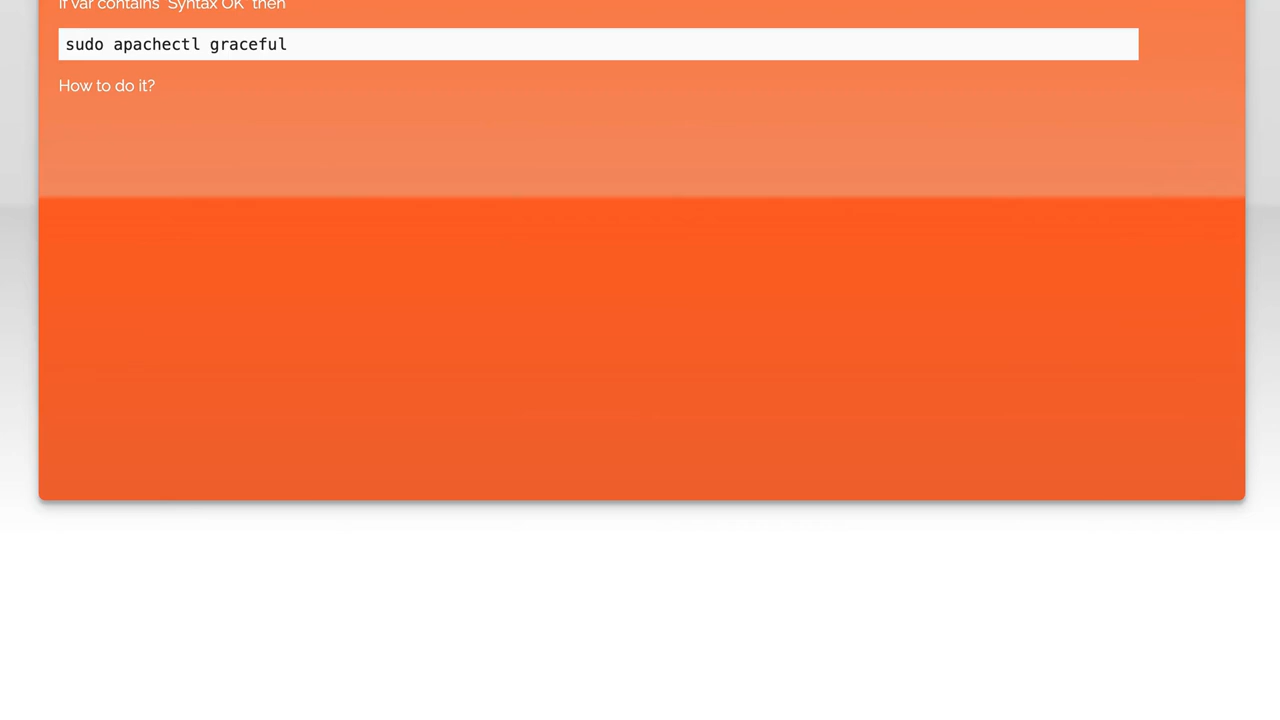 If var contains "Syntax OK" then
sudo apachectl graceful
How to do it?